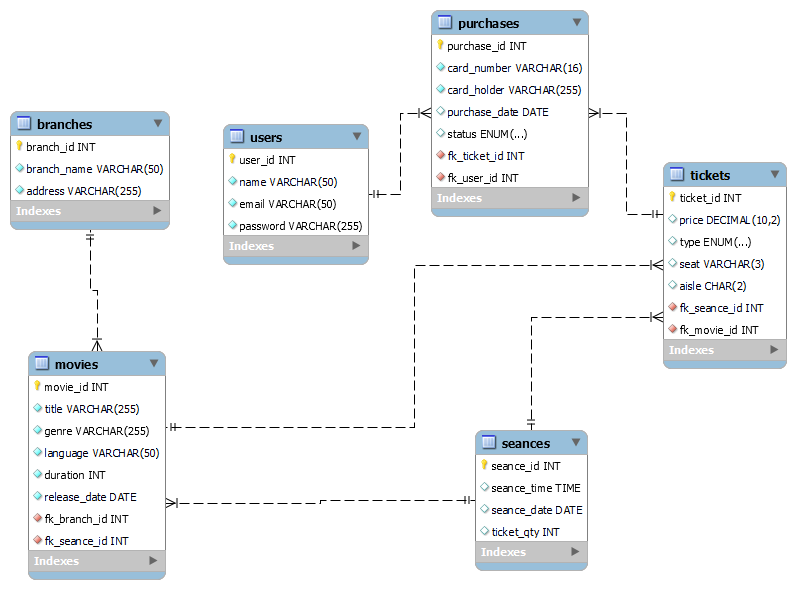 purchases
purchase_id INT
card_number VARCHAR(16)
card_holder VARCHAR(255)
purchase_date DATE
status ENUM(...)
fk_ticket_id INT
fk_user_id INT
Indexes
branches
branch_id INT
branch_name VARCHAR(50)
address VARCHAR(255)
Indexes
users
user_id INT
name VARCHAR(50)
email VARCHAR(50)
password VARCHAR(255)
Indexes
tickets
ticket_id INT
price DECIMAL(10,2)
type ENUM(...)
seat VARCHAR(3)
aisle CHAR(2)
fk_seance_id INT
fk_movie_id INT
Indexes
movies
movie_id INT
title VARCHAR(255)
genre VARCHAR(255)
language VARCHAR(50)
duration INT
release_date DATE
fk_branch_id INT
fk_seance_id INT
Indexes
seances
seance_id INT
seance_time TIME
seance_date DATE
ticket_qty INT
Indexes